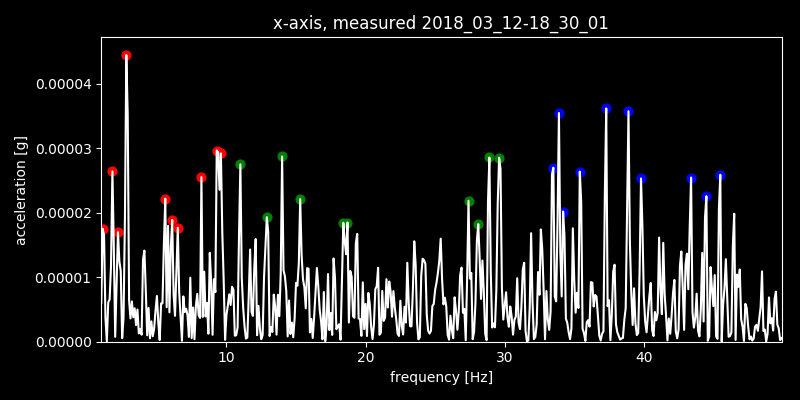 x-axis, measured 2018_03_12-18_30_01
acceleration [g]
0.00004
0.00003
0.00002
0.00001
0.00000
10 20 30 40
frequency [Hz]